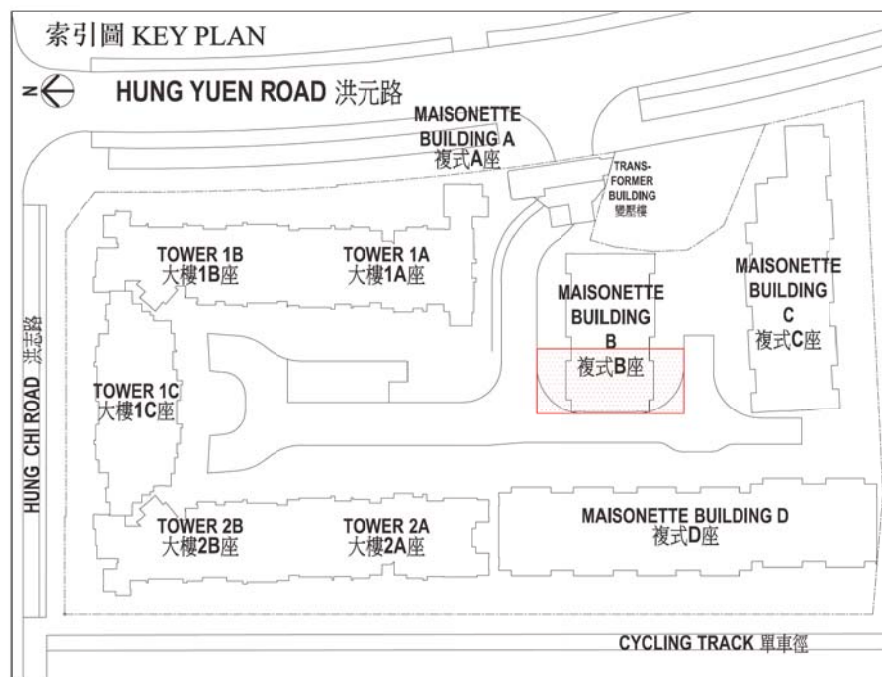 索引圖 KEY PLAN
N
HUNG YUEN ROAD 洪元路
MAISONETTE
BUILDING A
複式A座
TRANS-
FORMER
BUILDING
變壓樓
TOWER 1B
大樓1B座
TOWER 1A
大樓1A座
MAISONETTE
BUILDING
B
複式B座
MAISONETTE
BUILDING
C
複式C座
HUNG CHI ROAD 洪志路
TOWER 1C
大樓1C座
TOWER 2B
大樓2B座
TOWER 2A
大樓2A座
MAISONETTE BUILDING D
複式D座
CYCLING TRACK 單車徑